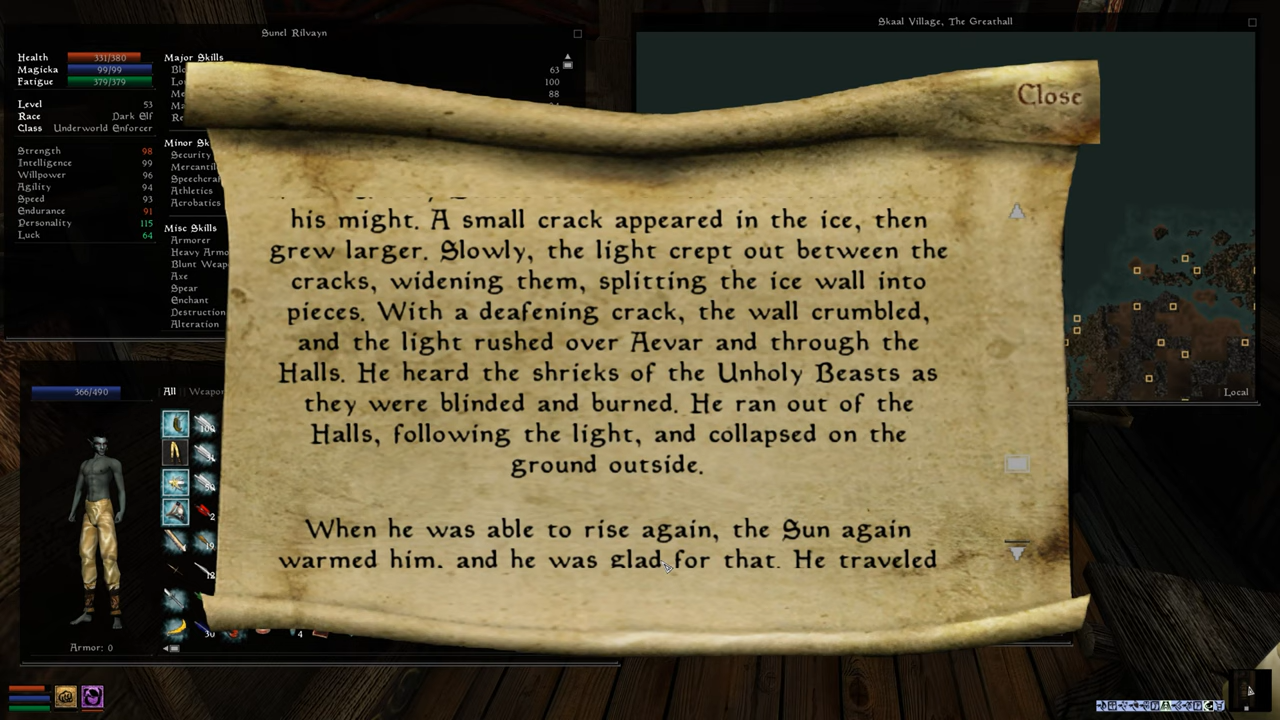 Skaal Village, The Greathall
Sunel Rilvayn
Health 331/380
Magicka 99/99
Fatigue 379/379
Level 53
Race Dark Elf
Class Underworld Enforcer
Strength 98
Intelligence 99
Willpower 96
Agility 94
Speed 93
Endurance 91
Personality 115
Luck 64
Major Skills
63
100
88
Minor
Security
Athletics
Acrobatics
Misc Skills
Armorer
Axe
Spear
Enchant
Destruction
Alteration
Close
his might. A small crack appeared in the ice, then
grew larger. Slowly, the light crept out between the
cracks, widening them, splitting the ice wall into
pieces. With a deafening crack, the wall crumbled,
and the light rushed over Aevar and through the
Halls. He heard the shrieks of the Unholy Beasts as
they were blinded and burned. He ran out of the
Halls, following the light, and collapsed on the
ground outside.
When he was able to rise again, the Sun again
warmed him, and he was glad for that. He traveled
Local
366/490
All
Armor: 0
2
30
4